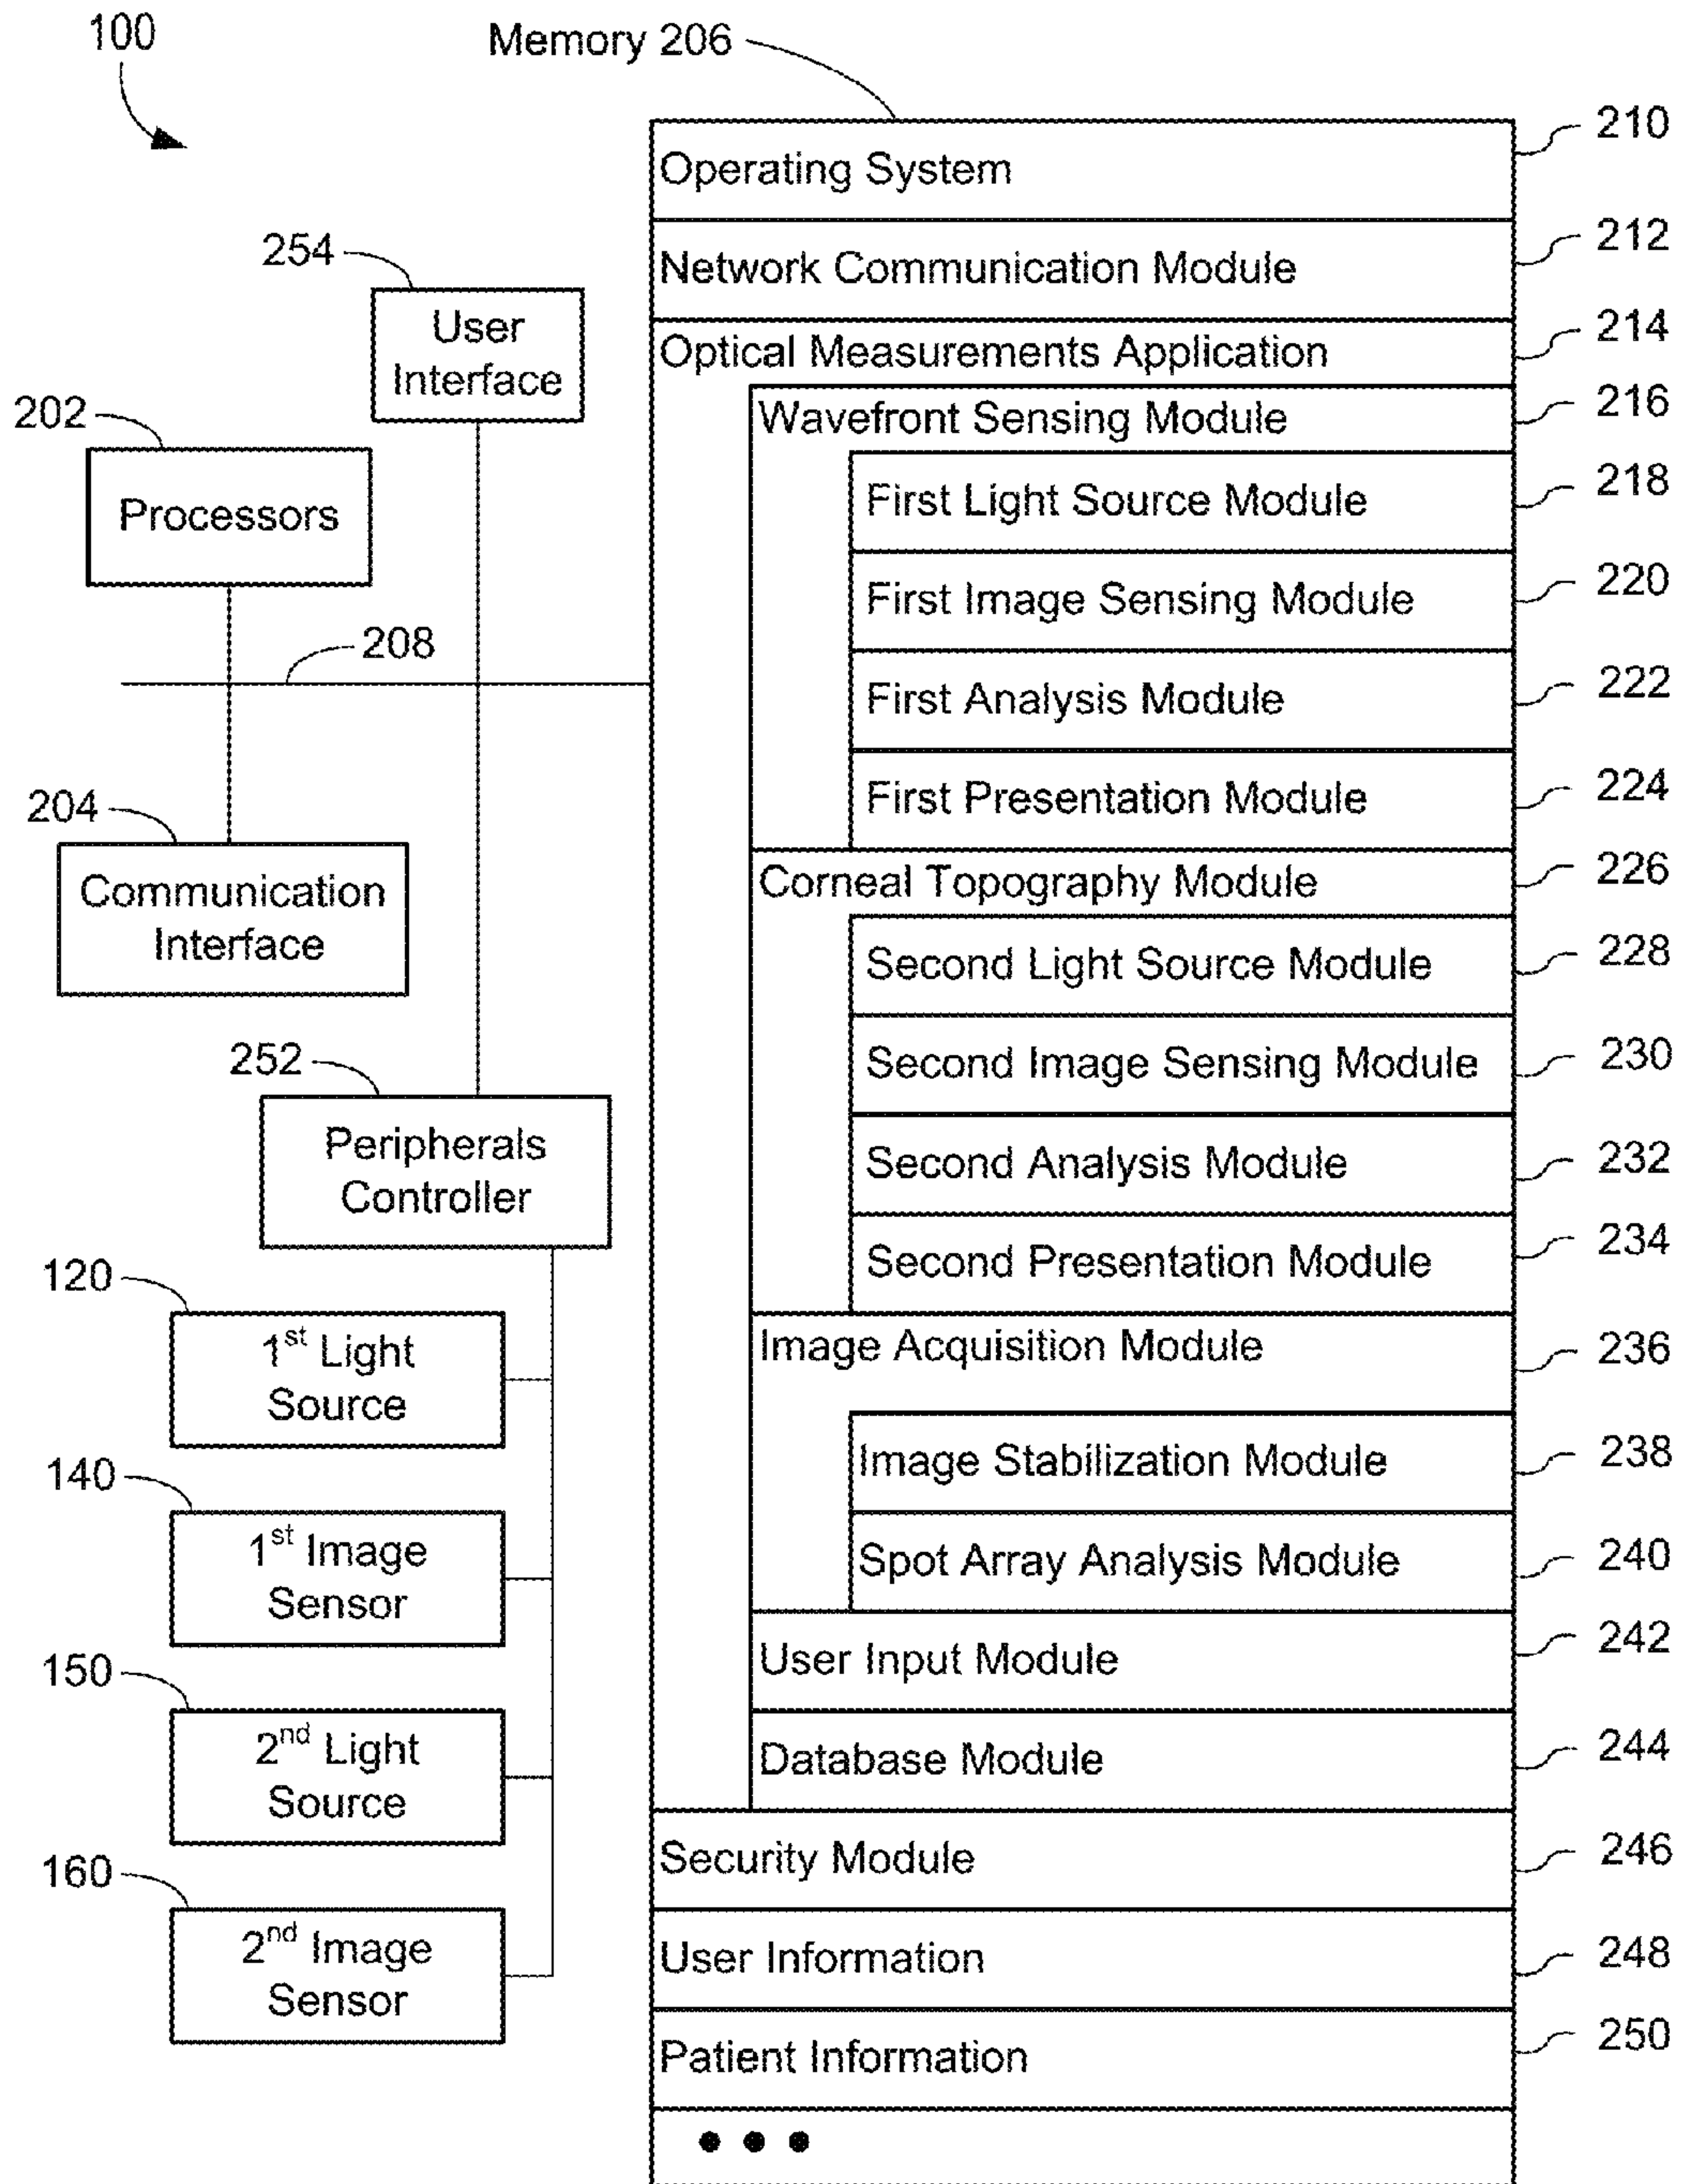 100
Memory 206
210
Operating System
212
Network Communication Module
254
User
Interface
214
Optical Measurements Application
216
Wavefront Sensing Module
202
Processors
218
First Light Source Module
220
First Image Sensing Module
208
222
First Analysis Module
224
First Presentation Module
204
Communication
Interface
226
Corneal Topography Module
228
Second Light Source Module
230
Second Image Sensing Module
252
Peripherals
Controller
232
Second Analysis Module
234
Second Presentation Module
120
1st Light
Source
236
Image Acquisition Module
238
Image Stabilization Module
140
1st Image
Sensor
240
Spot Array Analysis Module
242
User Input Module
150
2nd Light
Source
244
Database Module
246
Security Module
160
2nd Image
Sensor
248
User Information
250
Patient Information
• • •